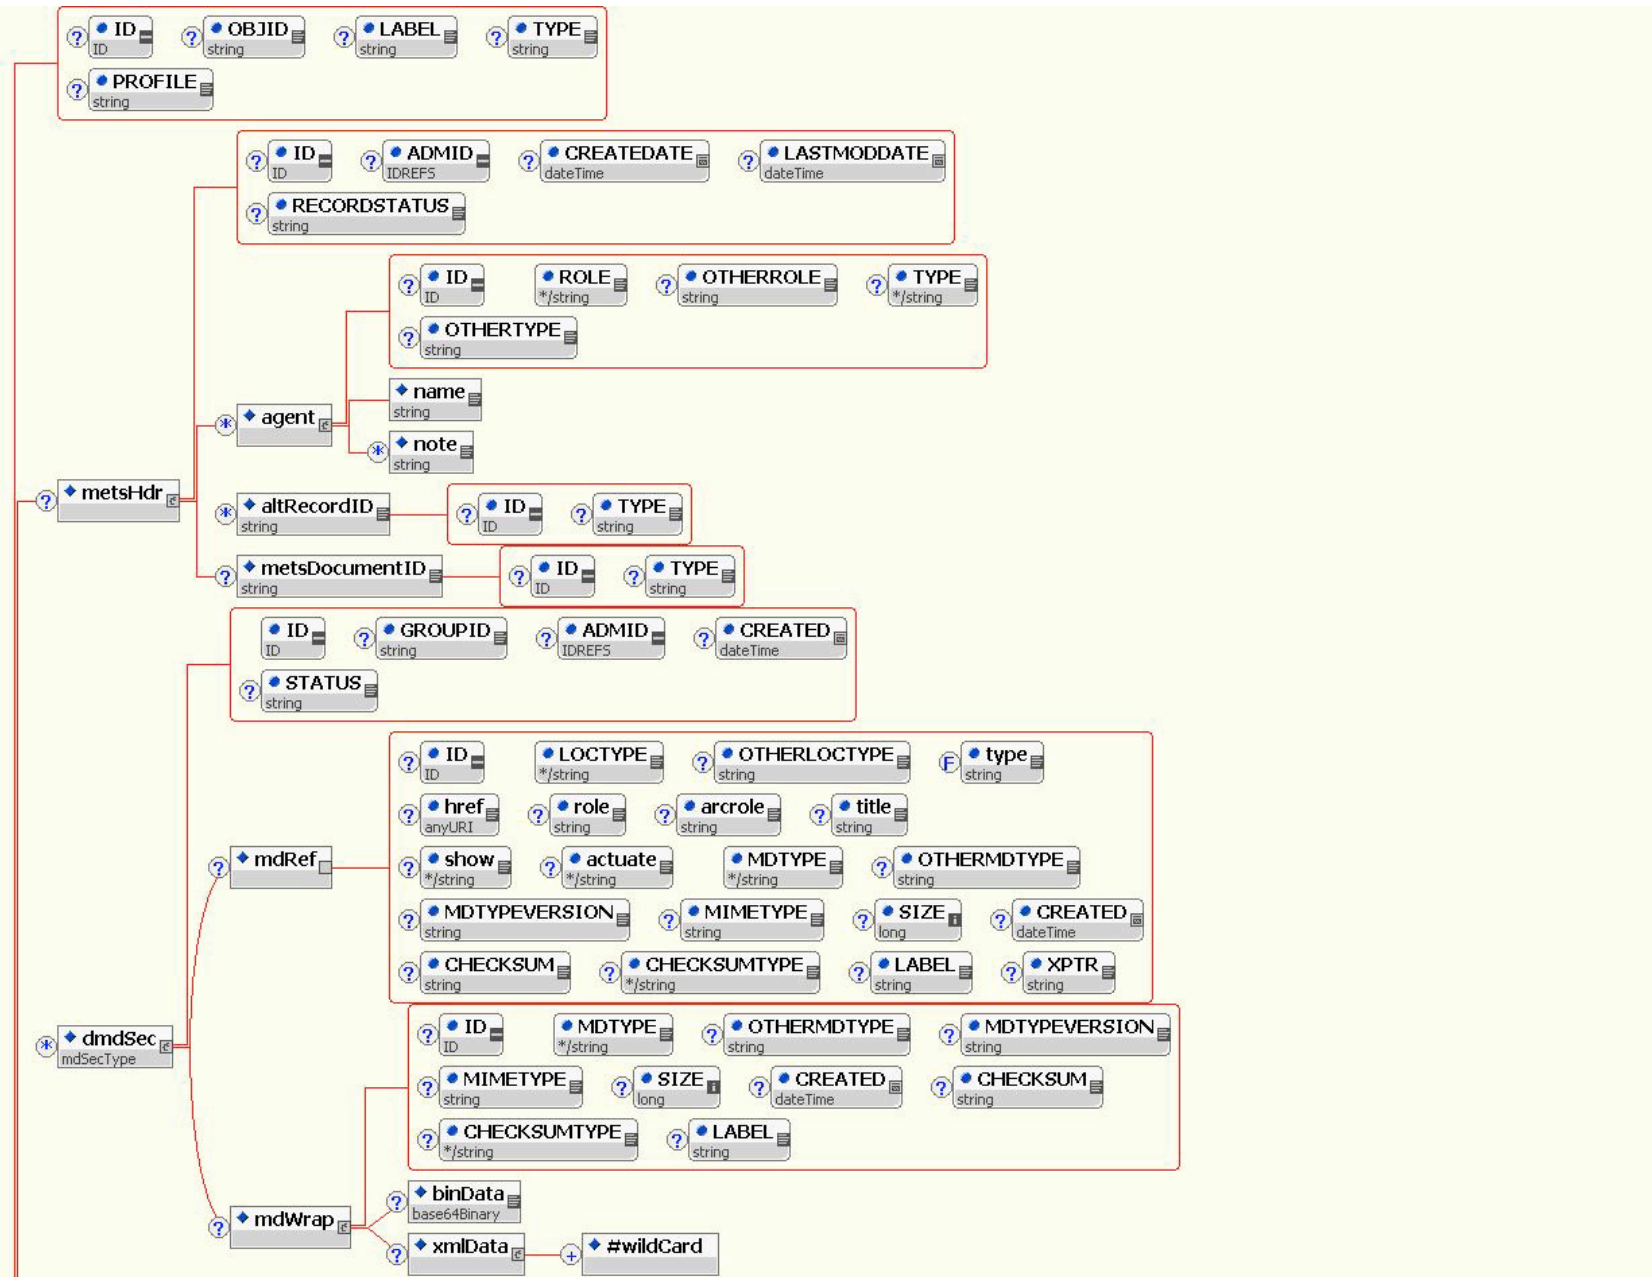 ? ID ? OBJID ? LABEL ? TYPE
ID string string string
? PROFILE
string
? ID ? ADMID ? CREATEDATE ? LASTMODDATE
ID IDREFS dateTime dateTime
? RECORDSTATUS
string
? ID ROLE ? OTHERROLE ? TYPE
ID */string string */string
? OTHERTYPE
string
name
string
* agent
* note
string
? metsHdr
* altRecordID ? ID ? TYPE
string ID string
? metsDocumentID ? ID ? TYPE
string ID string
ID ? GROUPID ? ADMID ? CREATED
ID string IDREFS dateTime
? STATUS
string
? ID LOCTYPE ? OTHERLOCTYPE F type
ID */string string string
? href ? role ? arcrole ? title
anyURI string string string
? mdRef
? show ? actuate MDTYPE ? OTHERMDTYPE
*/string */string */string string
? MDTYPEVERSION ? MIMETYPE ? SIZE ? CREATED
string string long dateTime
? CHECKSUM ? CHECKSUMTYPE ? LABEL ? XPTR
string */string string string
* dmdSec
mdSecType
? ID MDTYPE ? OTHERMDTYPE ? MDTYPEVERSION
ID */string string string
? MIMETYPE ? SIZE ? CREATED ? CHECKSUM
string long dateTime string
? CHECKSUMTYPE ? LABEL
*/string string
? mdWrap
? binData
base64Binary
? xmlData + #wildCard